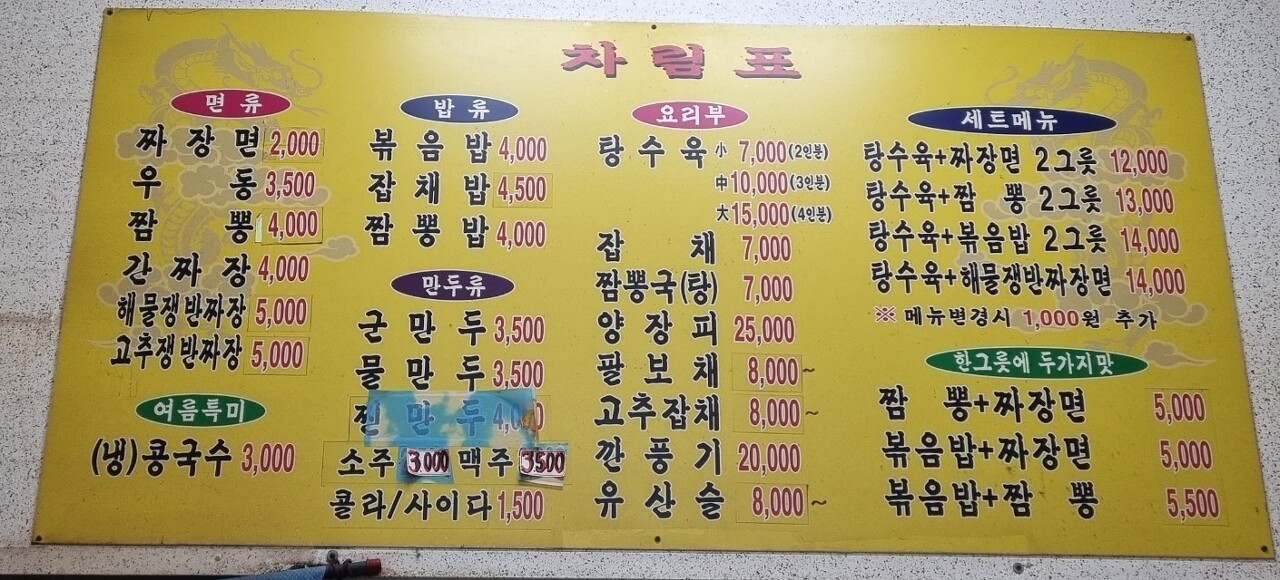 차림표
면류
짜장면 2,000
우동 3,500
짬뽕 4,000
간짜장 4,000
해물쟁반짜장 5,000
고추쟁반짜장 5,000
여름특미
(냉)콩국수 3,000
밥류
볶음밥 4,000
잡채밥 4,500
짬뽕밥 4,000
만두류
군만두 3,500
물만두 3,500
찐만두 4,000
소주 3000 맥주 3500
콜라/사이다 1,500
요리부
탕수육 小 7,000(2인분)
中 10,000(3인분)
大 15,000(4인분)
잡채 7,000
짬뽕국(탕) 7,000
양장피 25,000
팔보채 8,000~
고추잡채 8,000~
깐풍기 20,000
유산슬 8,000~
세트메뉴
탕수육+짜장면 2그릇 12,000
탕수육+짬뽕 2그릇 13,000
탕수육+볶음밥 2그릇 14,000
탕수육+해물쟁반짜장면 14,000
※ 메뉴변경시 1,000원 추가
한그릇에 두가지맛
짬뽕+짜장면 5,000
볶음밥+짜장면 5,000
볶음밥+짬뽕 5,500